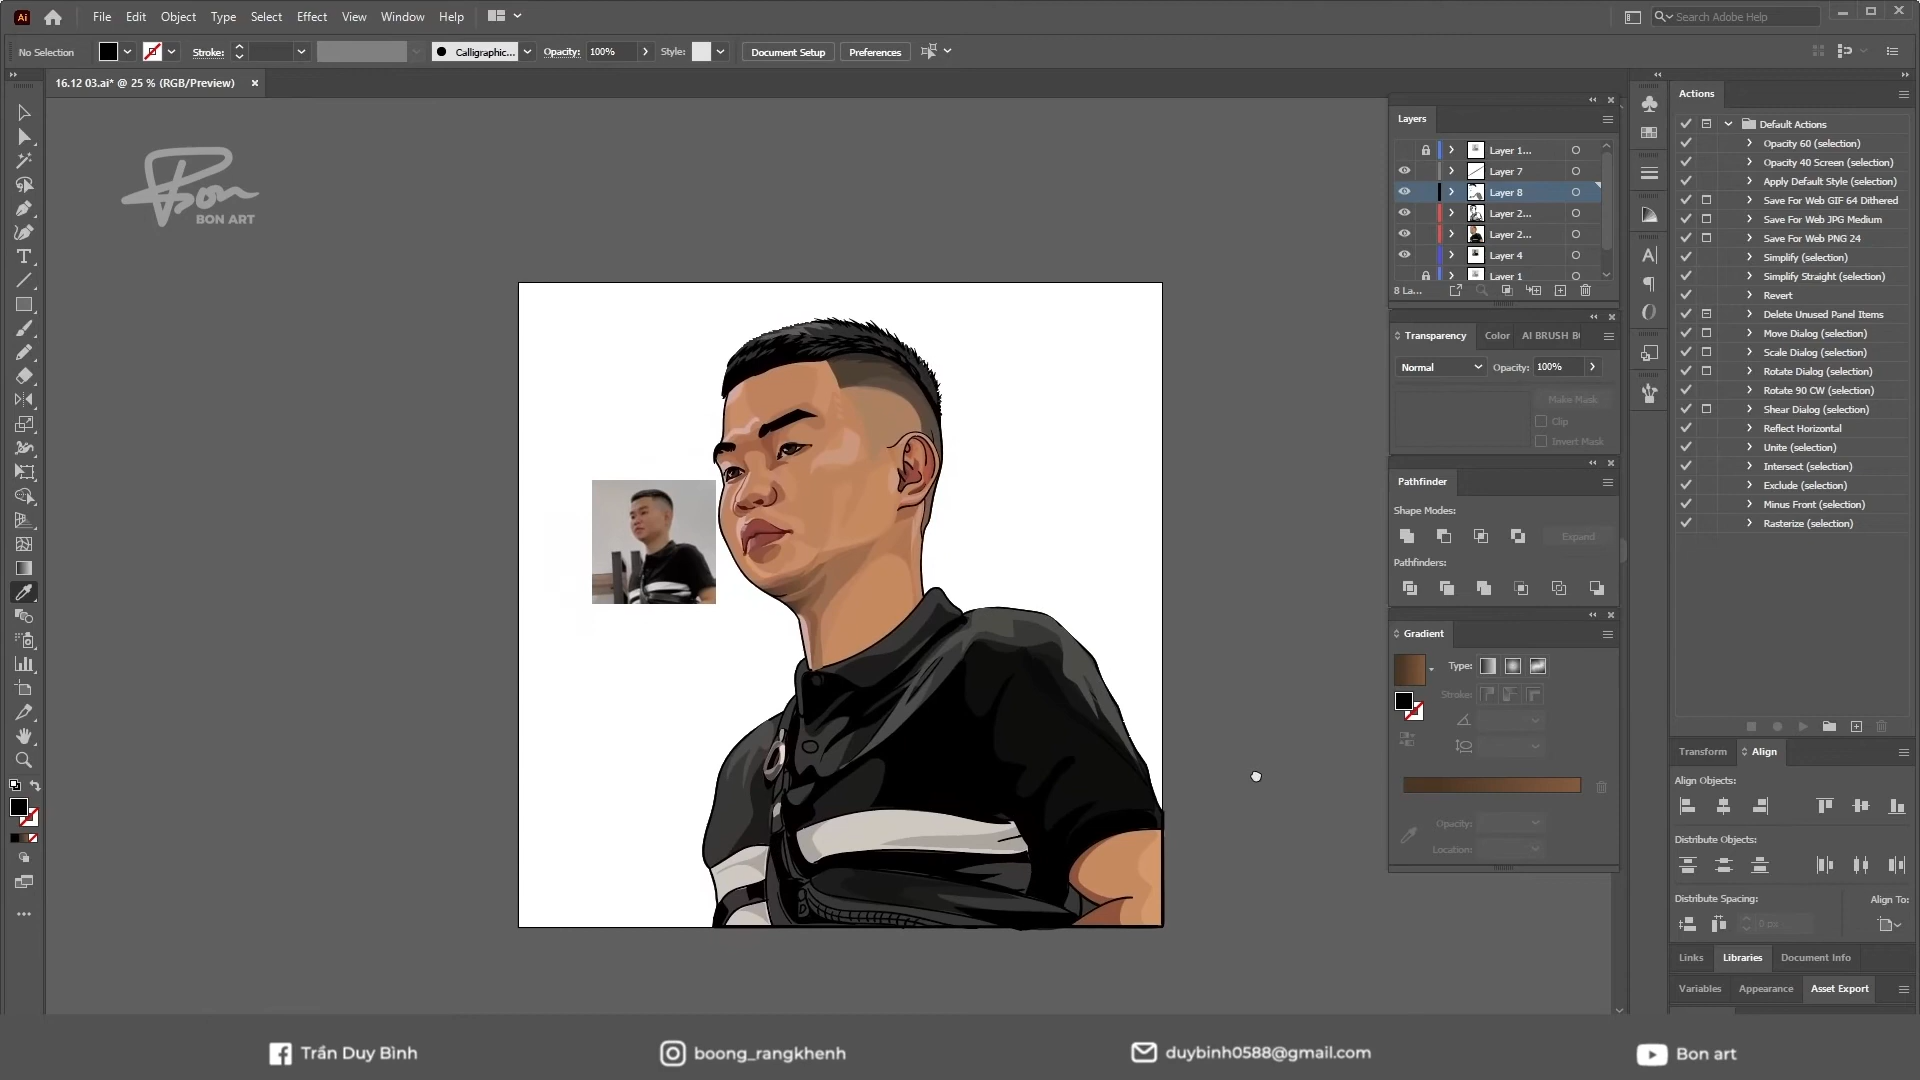 Ai File Edit Object Type Select Effect View Window Help Search Adobe Help
No Selection Stroke: Calligraphic... Opacity: 100% Style: Document Setup Preferences
16.12 03.ai* @ 25 % (RGB/Preview)
Bon
BON ART
Layers
Layer 1...
Layer 7
Layer 8
Layer 2...
Layer 2...
Layer 4
Layer 1
8 La...
Transparency Color AI BRUSH
Normal Opacity: 100%
Make Mask
Clip
Invert Mask
Pathfinder
Shape Modes:
Expand
Pathfinders:
Gradient
Type:
Stroke:
Opacity:
Location:
Actions
Default Actions
Opacity 60 (selection)
Opacity 40 Screen (selection)
Apply Default Style (selection)
Save For Web GIF 64 Dithered
Save For Web JPG Medium
Save For Web PNG 24
Simplify (selection)
Simplify Straight (selection)
Revert
Delete Unused Panel Items
Move Dialog (selection)
Scale Dialog (selection)
Rotate Dialog (selection)
Rotate 90 CW (selection)
Shear Dialog (selection)
Reflect Horizontal
Unite (selection)
Intersect (selection)
Exclude (selection)
Minus Front (selection)
Rasterize (selection)
Transform Align
Align Objects:
Distribute Objects:
Distribute Spacing: Align To:
0 px
Links Libraries Document Info
Variables Appearance Asset Export
Trần Duy Bình boong_rangkhenh duybinh0588@gmail.com Bon art